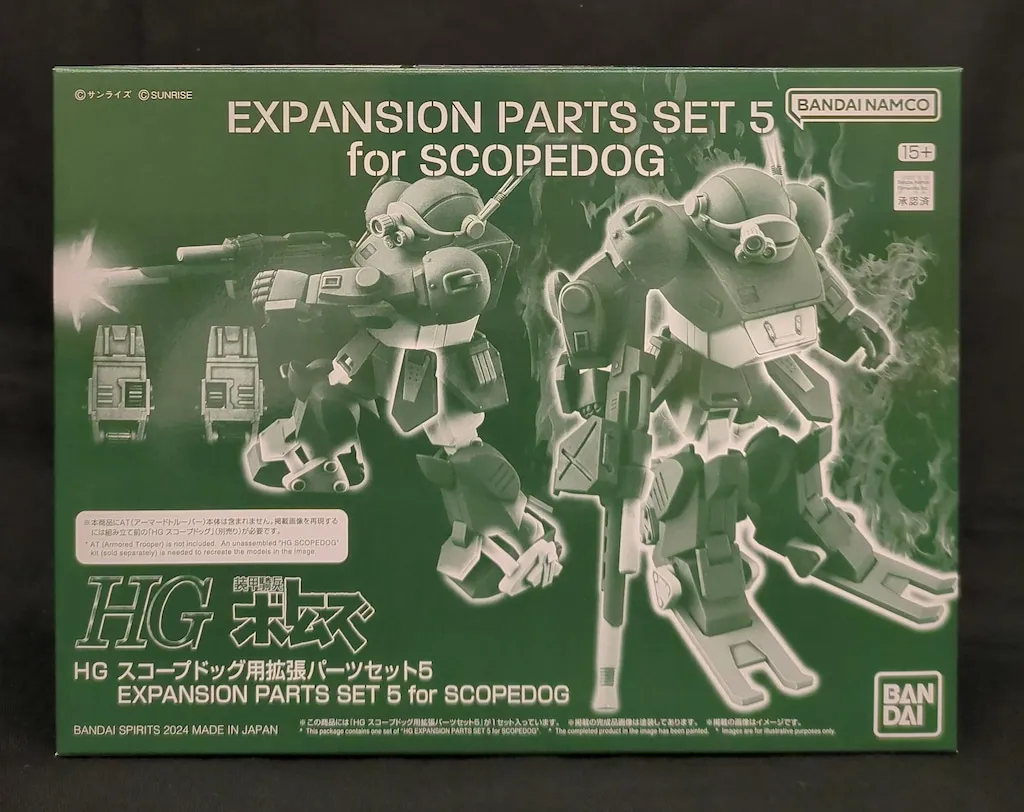 ©サンライズ ©SUNRISE
EXPANSION PARTS SET 5
for SCOPEDOG
BANDAI NAMCO
15+
承認済
※本商品にAT(アーマードトルーパー)本体は含まれません。掲載画像を再現する
には組み立て前の「HG スコープドッグ」(別売り)が必要です。
* AT (Armored Trooper) is not included. An unassembled "HG SCOPEDOG"
kit (sold separately) is needed to recreate the models in the image.
HG 装甲騎兵
ボトムズ
HG スコープドッグ用拡張パーツセット5
EXPANSION PARTS SET 5 for SCOPEDOG
BAN
DAI
BANDAI SPIRITS 2024 MADE IN JAPAN
※この商品には「HG スコープドッグ用拡張パーツセット5」が1セット入っています。 ※掲載の完成品画像は塗装してあります。 ※掲載の画像はイメージです。
* This package contains one set of "HG EXPANSION PARTS SET 5 for SCOPEDOG". * The completed product in the image has been painted. * Images are for illustrative purposes only.